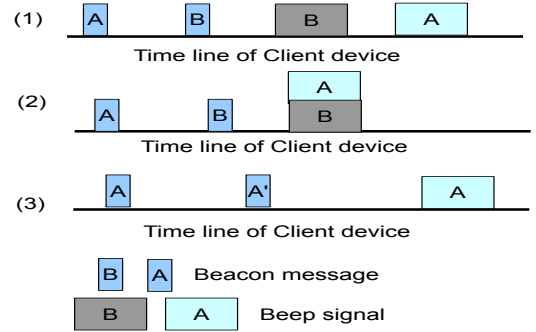 (1) A B B A
Time line of Client device
A
(2) A B B
Time line of Client device
(3) A A' A
Time line of Client device
B A Beacon message
B A Beep signal